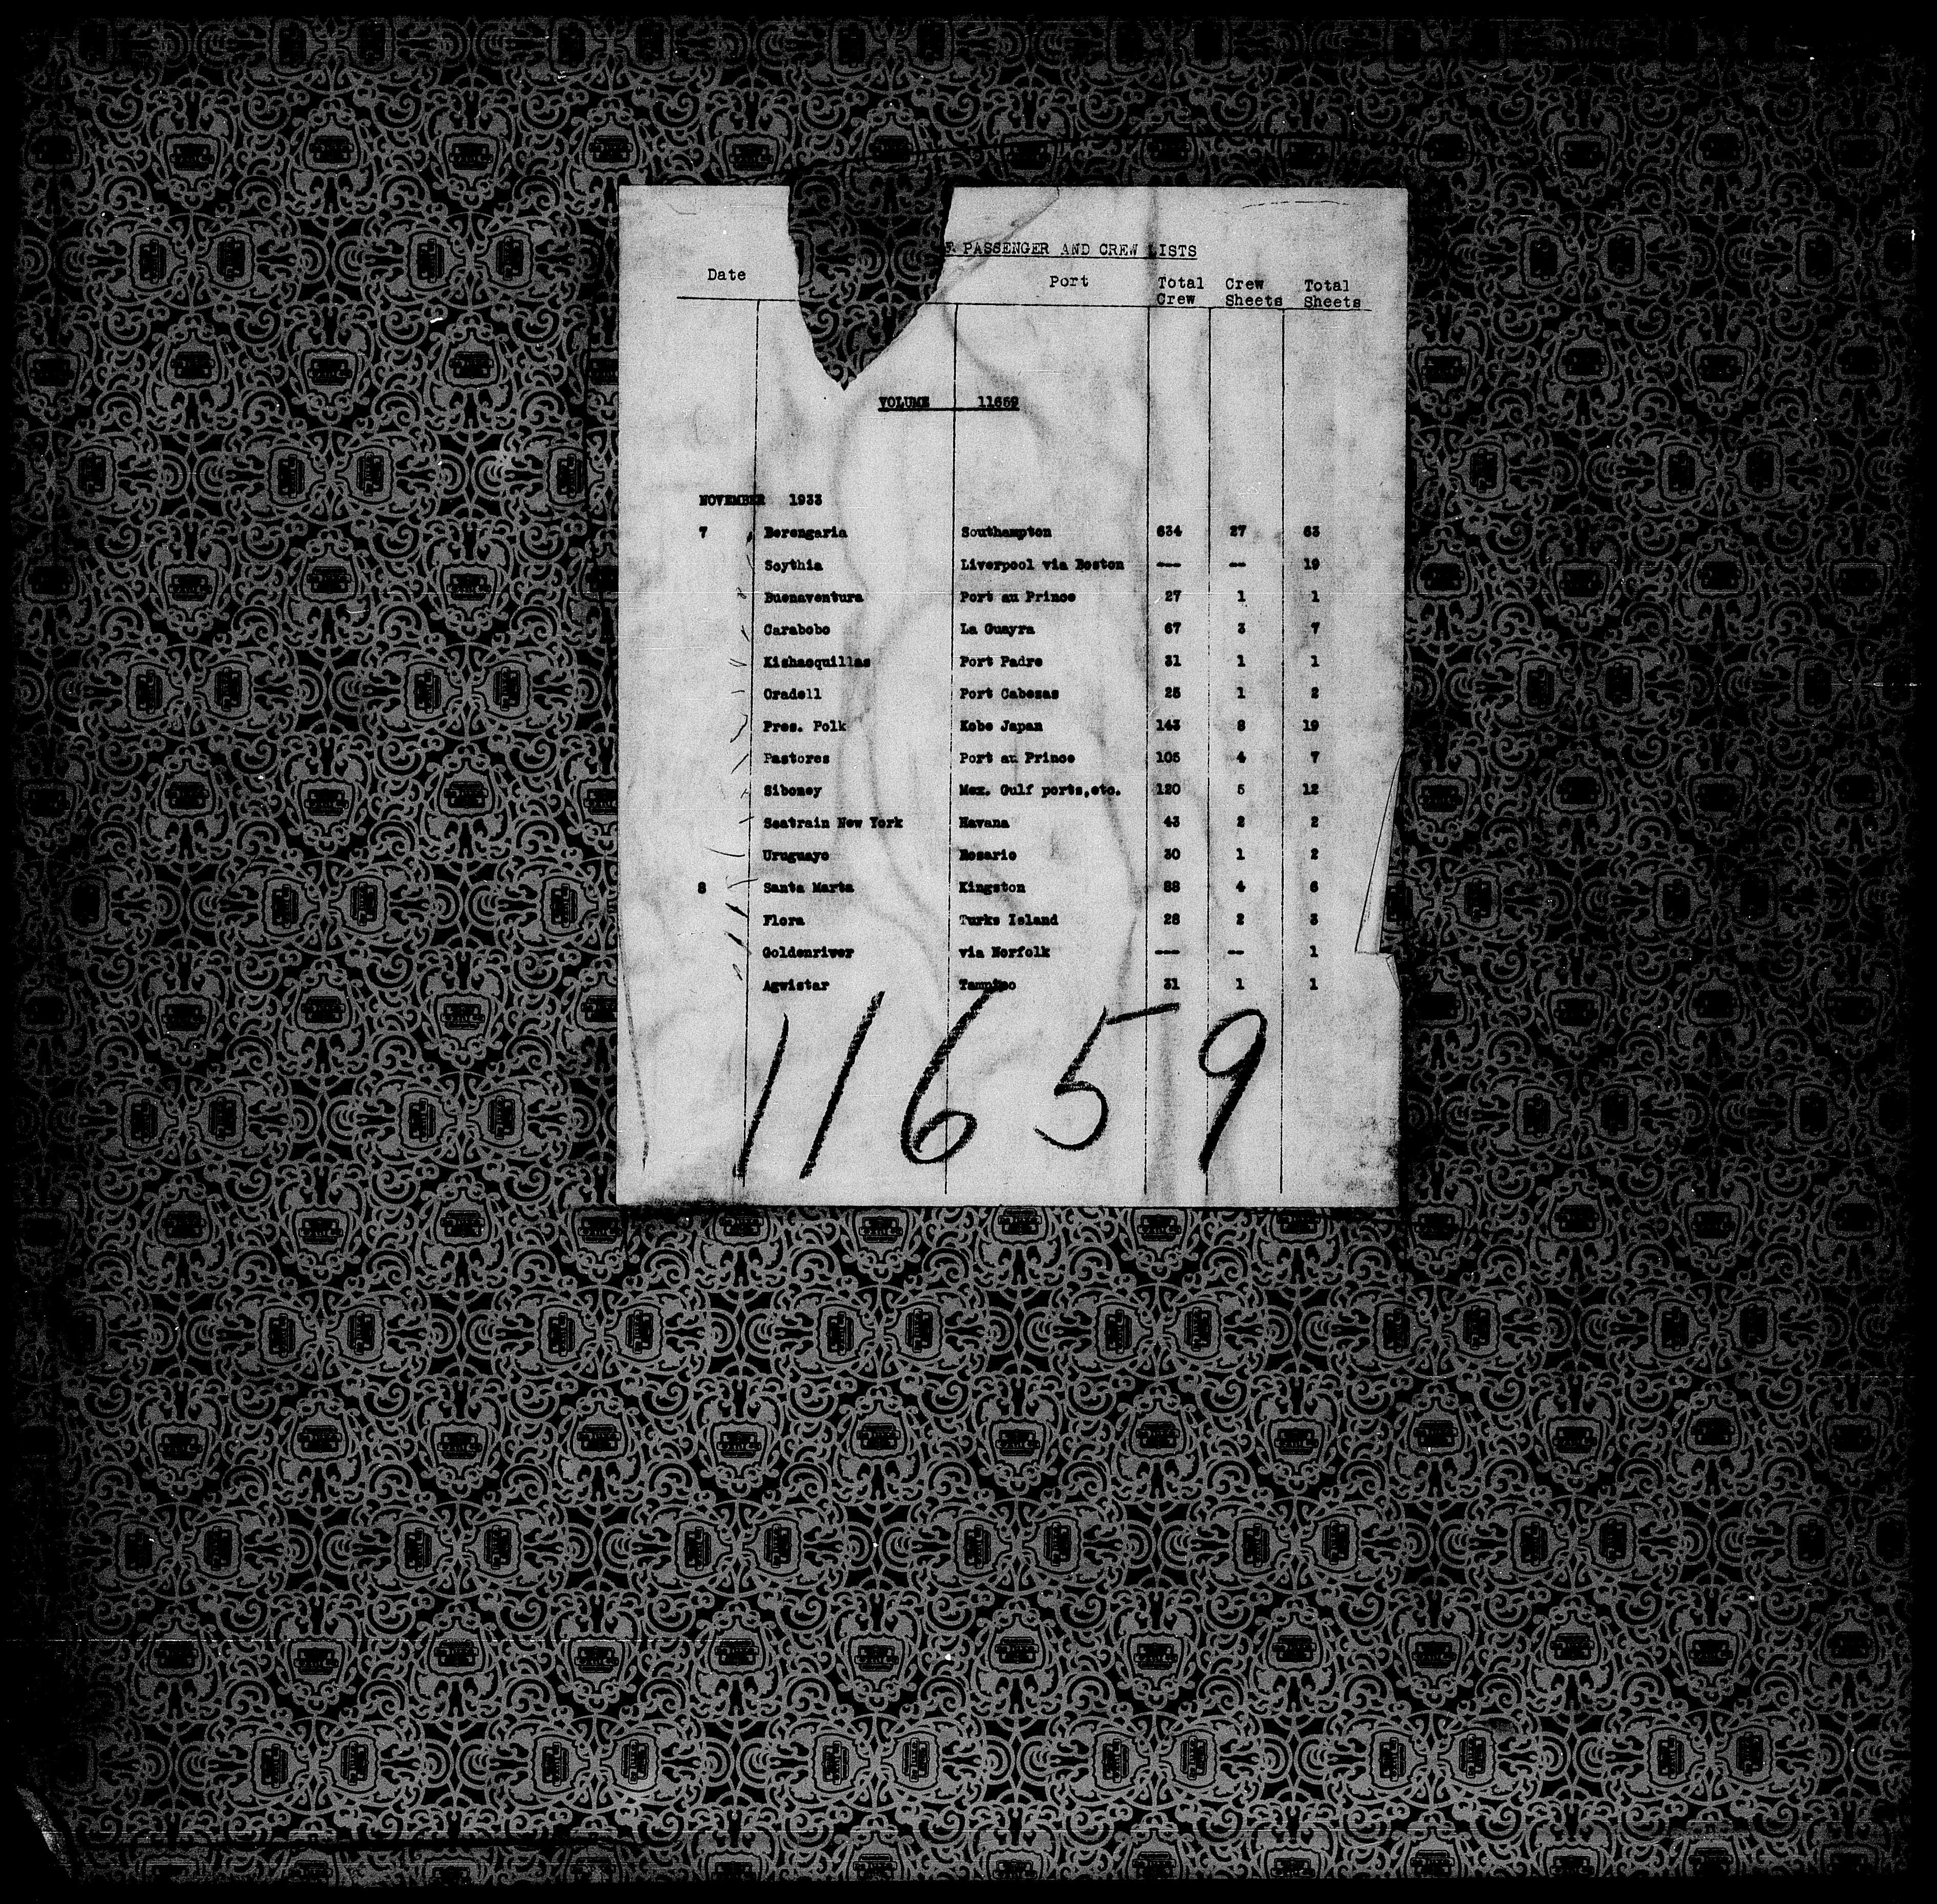 F PASSENGER AND CREW LISTS
Date Port Total Crew Crew Sheets Total Sheets
VOLUME 11659
NOVEMBER 1933
7 Berengaria Southampton 634 27 63
Scythia Liverpool via Boston --- -- 19
Buenaventura Port au Prince 27 1 1
Carabobo La Guayra 67 3 7
Kishacquillas Port Padre 31 1 1
Oradell Port Cabezas 25 1 2
Pres. Polk Kobe Japan 143 8 19
Pastores Port au Prince 105 4 7
Siboney Mex. Gulf ports,etc. 120 5 12
Seatrain New York Havana 43 2 2
Uruguayo Rosario 30 1 2
8 Santa Marta Kingston 88 4 6
Flora Turks Island 28 2 3
Goldenriver via Norfolk --- -- 1
Agwistar Tampico 31 1 1
11659